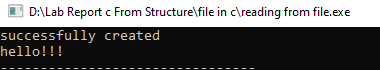 D:\Lab Report c From Structure\file in c\reading from file.exe
successfully created
hello!!!
--------------------------------